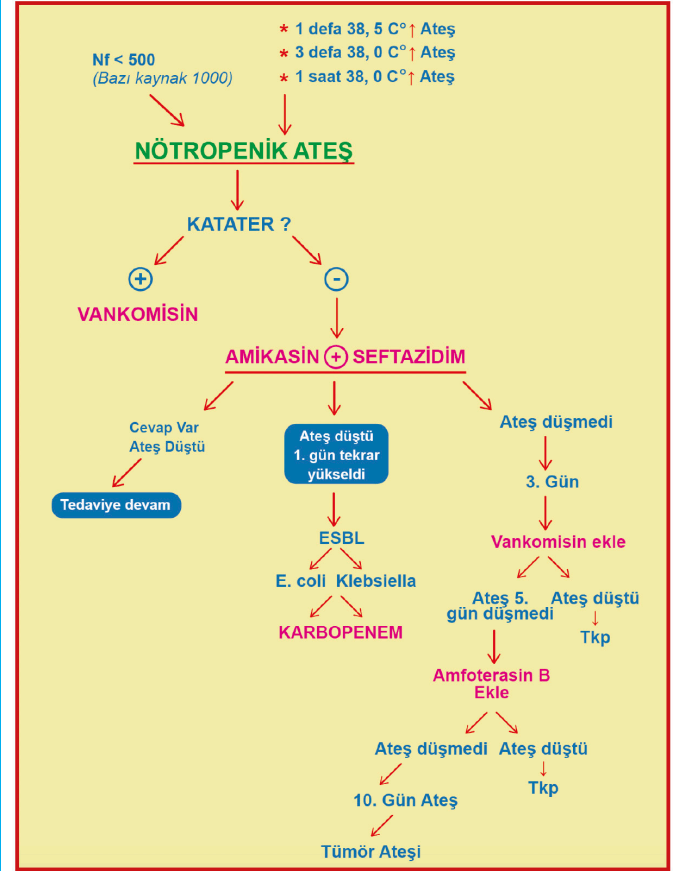 * 1 defa 38, 5 C°↑ Ateş
* 3 defa 38, 0 C°↑ Ateş
* 1 saat 38, 0 C°↑ Ateş
Nf < 500
(Bazı kaynak 1000)
NÖTROPENİK ATEŞ
KATATER ?
+
-
VANKOMİSİN
AMİKASİN + SEFTAZİDİM
Cevap Var
Ateş Düştü
Tedaviye devam
Ateş düştü
1. gün tekrar
yükseldi
ESBL
E. coli Klebsiella
KARBOPENEM
Ateş düşmedi
3. Gün
Vankomisin ekle
Ateş 5.
gün düşmedi
Ateş düştü
Tkp
Amfoterasin B
Ekle
Ateş düşmedi
Ateş düştü
Tkp
10. Gün Ateş
Tümör Ateşi